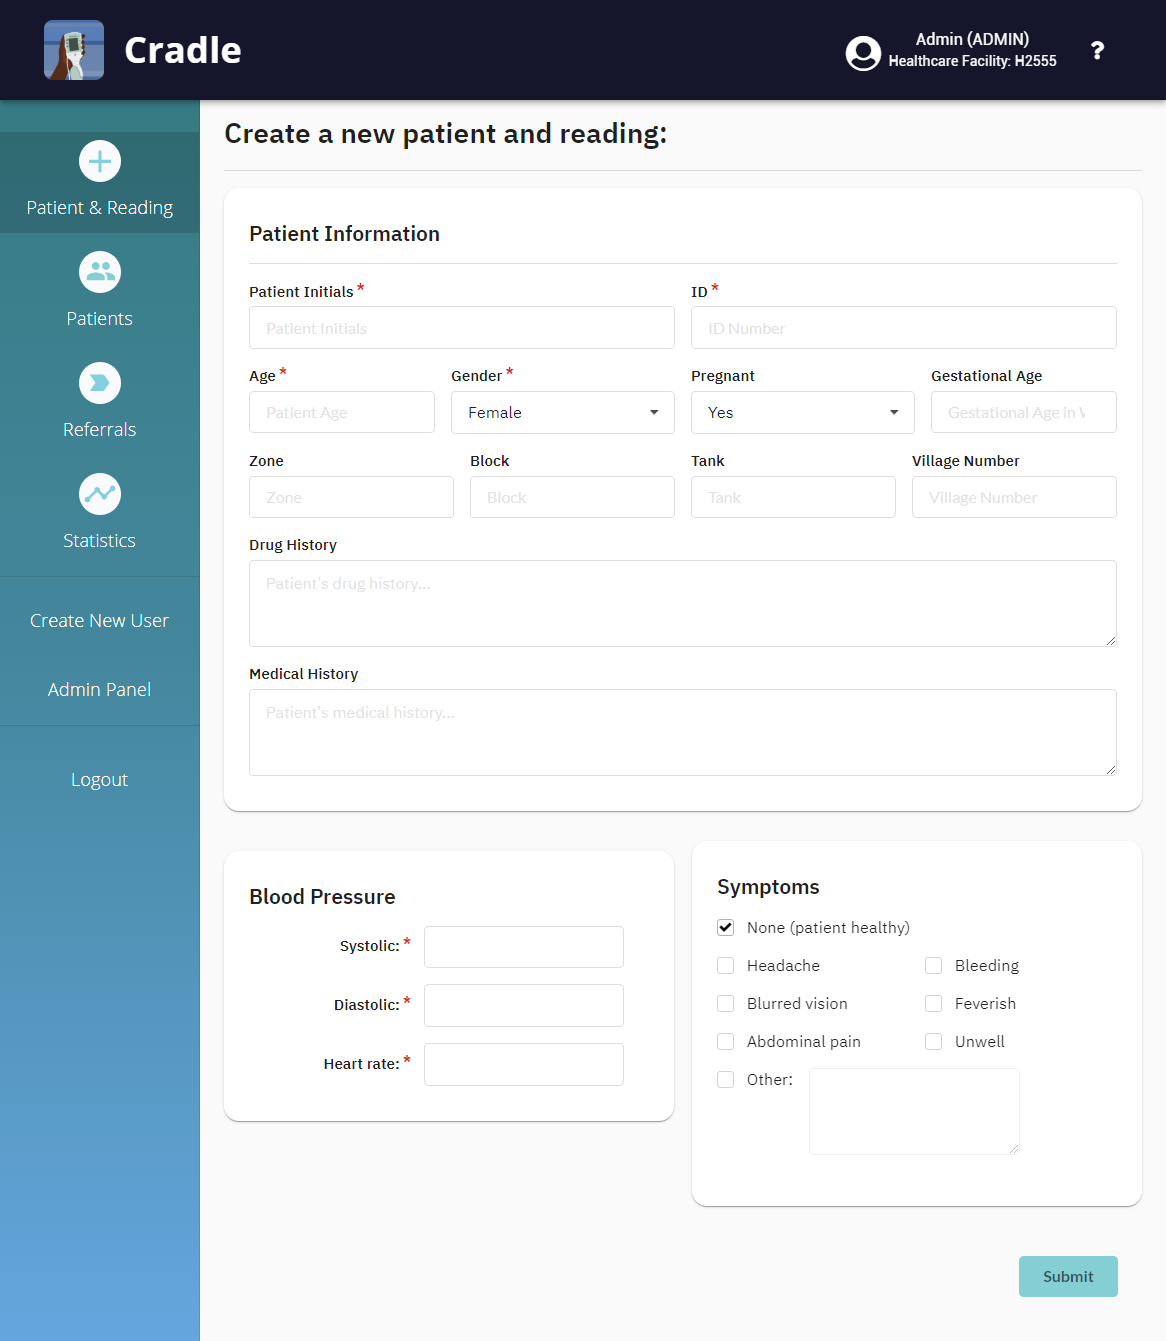 Cradle
Admin (ADMIN)
Healthcare Facility: H2555
?
Patient & Reading
Patients
Referrals
Statistics
Create New User
Admin Panel
Logout
Create a new patient and reading:
Patient Information
Patient Initials * ID *
Patient Initials ID Number
Age * Gender * Pregnant Gestational Age
Patient Age Female Yes Gestational Age in
Zone Block Tank Village Number
Zone Block Tank Village Number
Drug History
Patient's drug history...
Medical History
Patient's medical history...
Blood Pressure
Systolic: *
Diastolic: *
Heart rate: *
Symptoms
None (patient healthy)
Headache Bleeding
Blurred vision Feverish
Abdominal pain Unwell
Other:
Submit